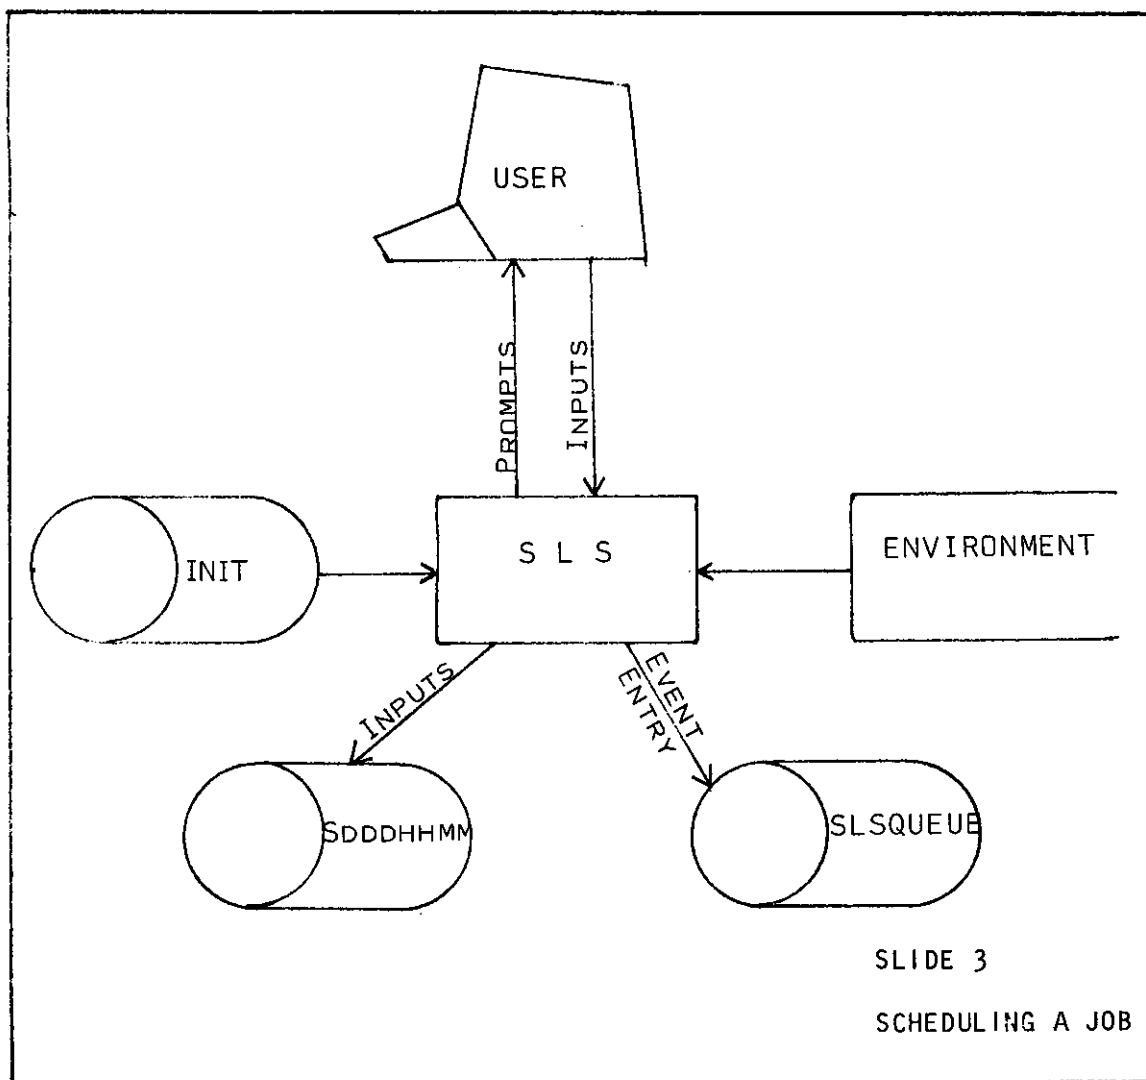 USER
PROMPTS
INPUTS
INIT
S L S
ENVIRONMENT
INPUTS
EVENT
ENTRY
SDDDHHMM
SLSQUEUE
SLIDE 3
SCHEDULING A JOB